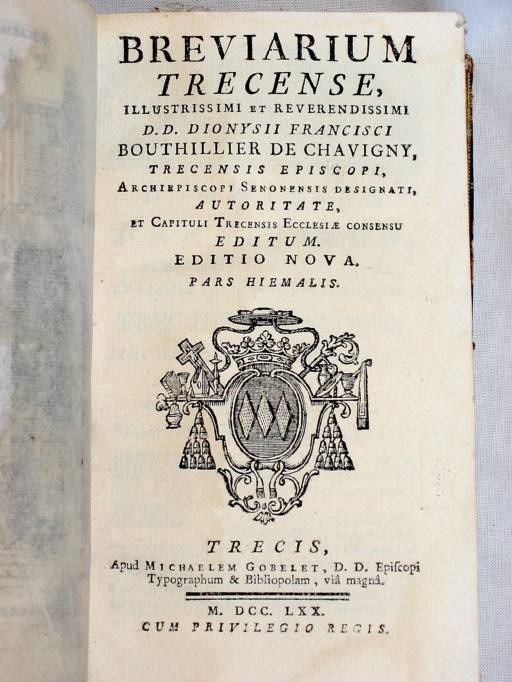 BREVIARIUM
TRECENSE,
ILLUSTRISSIMI ET REVERENDISSIMI
D.D. DIONYSII FRANCISCI
BOUTHILLIER DE CHAVIGNY,
TRECENSIS EPISCOPI,
ARCHIEPISCOPI SENONENSIS DESIGNATI,
AUTORITATE,
ET CAPITULI TRECENSIS ECCLESIÆ CONSENSU
EDITUM.
EDITIO NOVA.
PARS HIEMALIS.
TRECIS,
Apud MICHAELEM GOBELET, D. D. Epiſcopi
Typographum & Bibliopolam, viâ magnâ.
M. DCC. LXX.
CUM PRIVILEGIO REGIS.